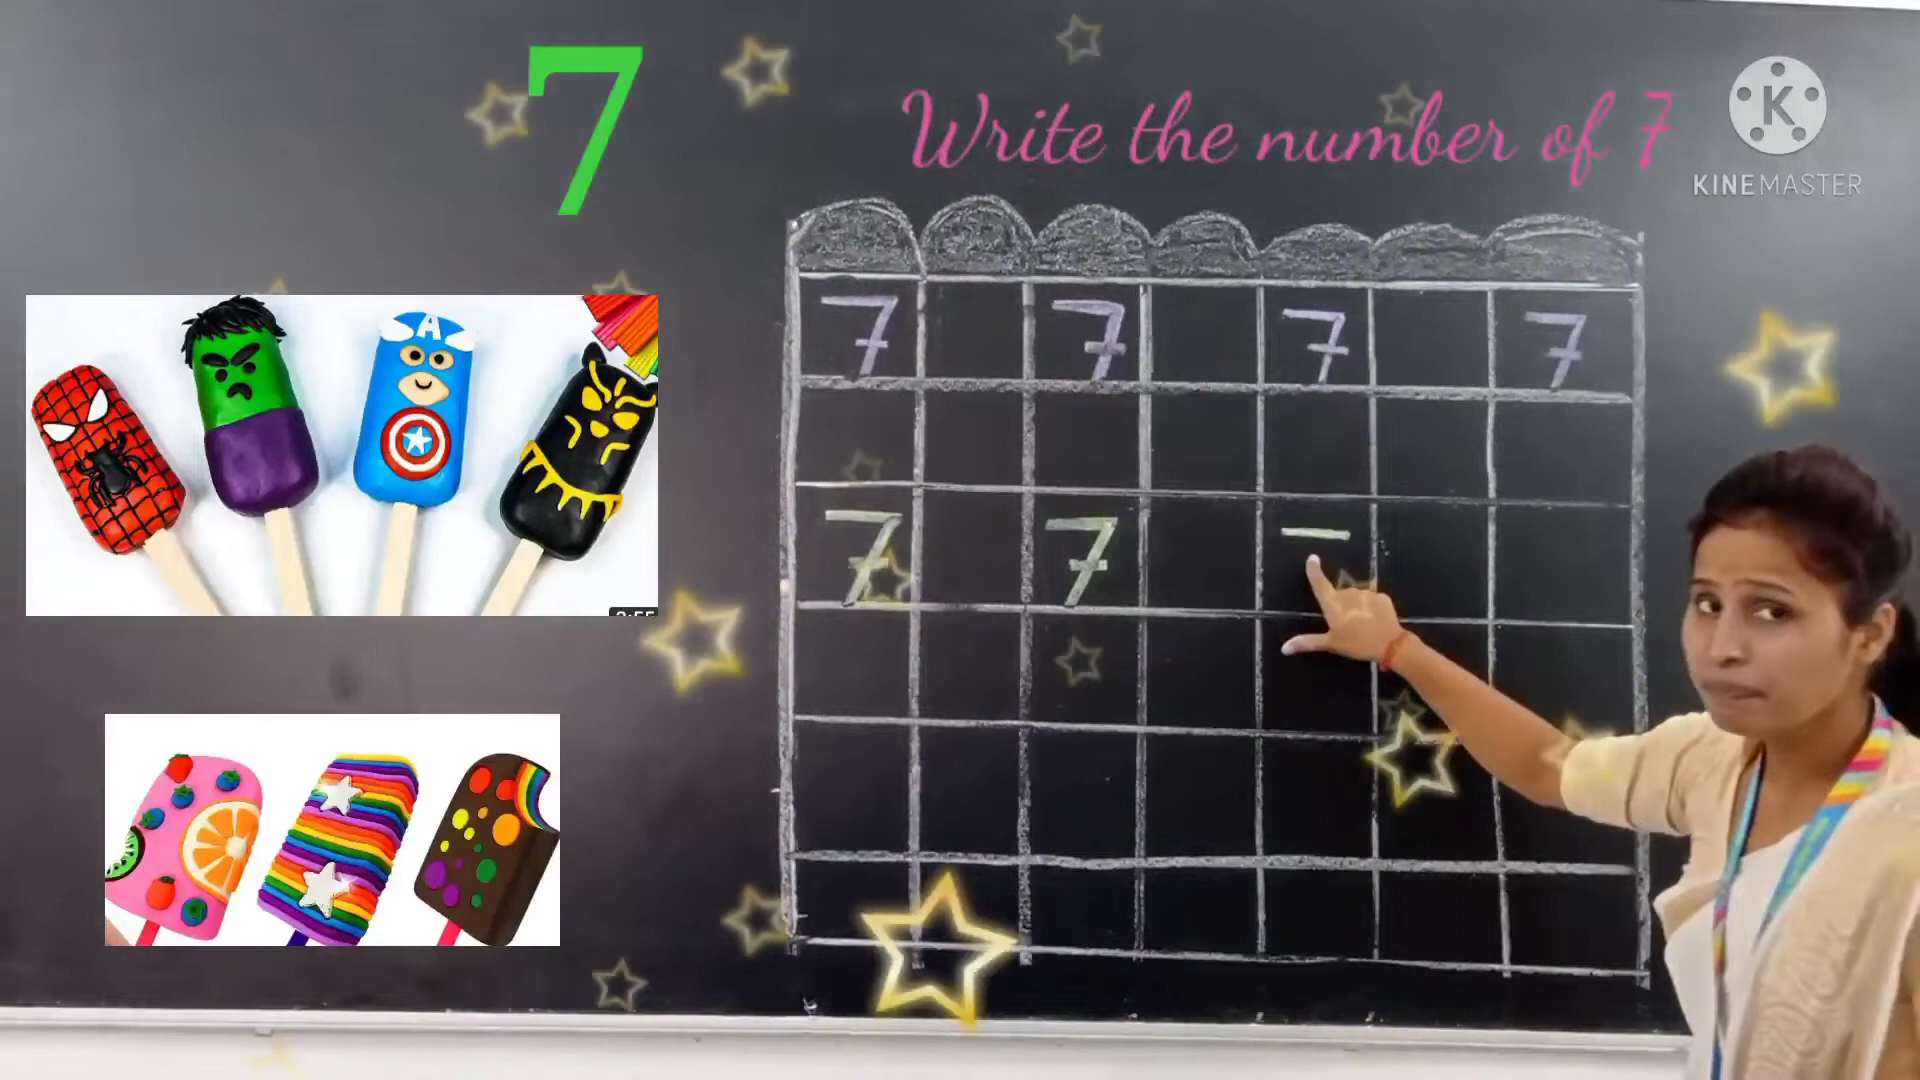 7
Write the number of 7
KINEMASTER
A
7 7 7 7
7 7